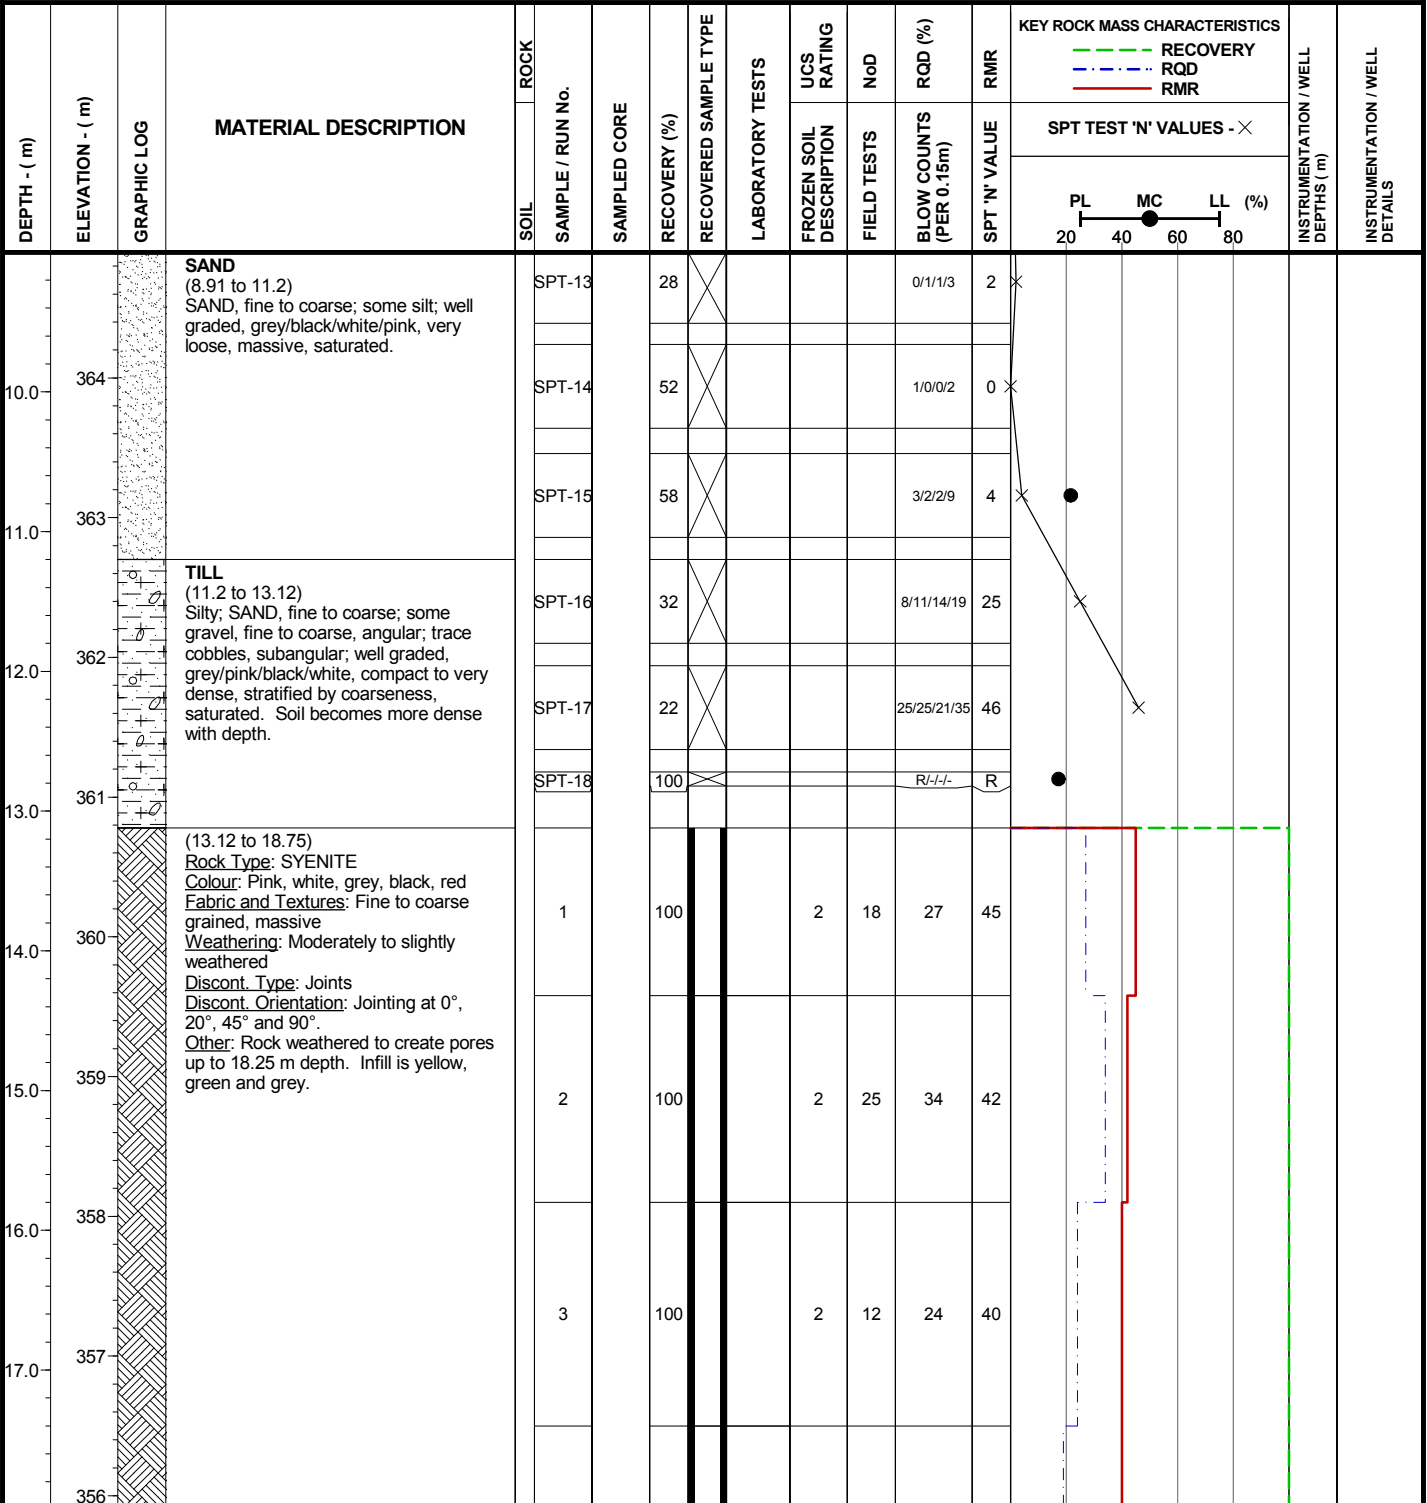 DEPTH - ( m)
ELEVATION - ( m)
GRAPHIC LOG
MATERIAL DESCRIPTION
SOIL
ROCK
SAMPLE / RUN No.
SAMPLED CORE
RECOVERY (%)
RECOVERED SAMPLE TYPE
LABORATORY TESTS
UCS
RATING
FROZEN SOIL
DESCRIPTION
NoD
FIELD TESTS
RQD (%)
BLOW COUNTS
(PER 0.15m)
RMR
SPT 'N' VALUE
KEY ROCK MASS CHARACTERISTICS
RECOVERY
RQD
RMR
SPT TEST 'N' VALUES - ×
PL MC LL (%)
20 40 60 80
INSTRUMENTATION / WELL
DEPTHS ( m)
INSTRUMENTATION / WELL
DETAILS
SAND
(8.91 to 11.2)
SAND, fine to coarse; some silt; well
graded, grey/black/white/pink, very
loose, massive, saturated.
SPT-13 28 0/1/1/3 2
10.0 364 SPT-14 52 1/0/0/2 0
SPT-15 58 3/2/2/9 4
11.0 363
TILL
(11.2 to 13.12)
Silty; SAND, fine to coarse; some
gravel, fine to coarse, angular; trace
cobbles, subangular; well graded,
grey/pink/black/white, compact to very
dense, stratified by coarseness,
saturated. Soil becomes more dense
with depth.
SPT-16 32 8/11/14/19 25
12.0 362
SPT-17 22 25/25/21/35 46
SPT-18 100 R/-/-/- R
13.0 361
(13.12 to 18.75)
Rock Type: SYENITE
Colour: Pink, white, grey, black, red
Fabric and Textures: Fine to coarse
grained, massive
Weathering: Moderately to slightly
weathered
Discont. Type: Joints
Discont. Orientation: Jointing at 0°,
20°, 45° and 90°.
Other: Rock weathered to create pores
up to 18.25 m depth. Infill is yellow,
green and grey.
1 100 2 18 27 45
14.0 360
15.0 359
2 100 2 25 34 42
16.0 358
3 100 2 12 24 40
17.0 357
356